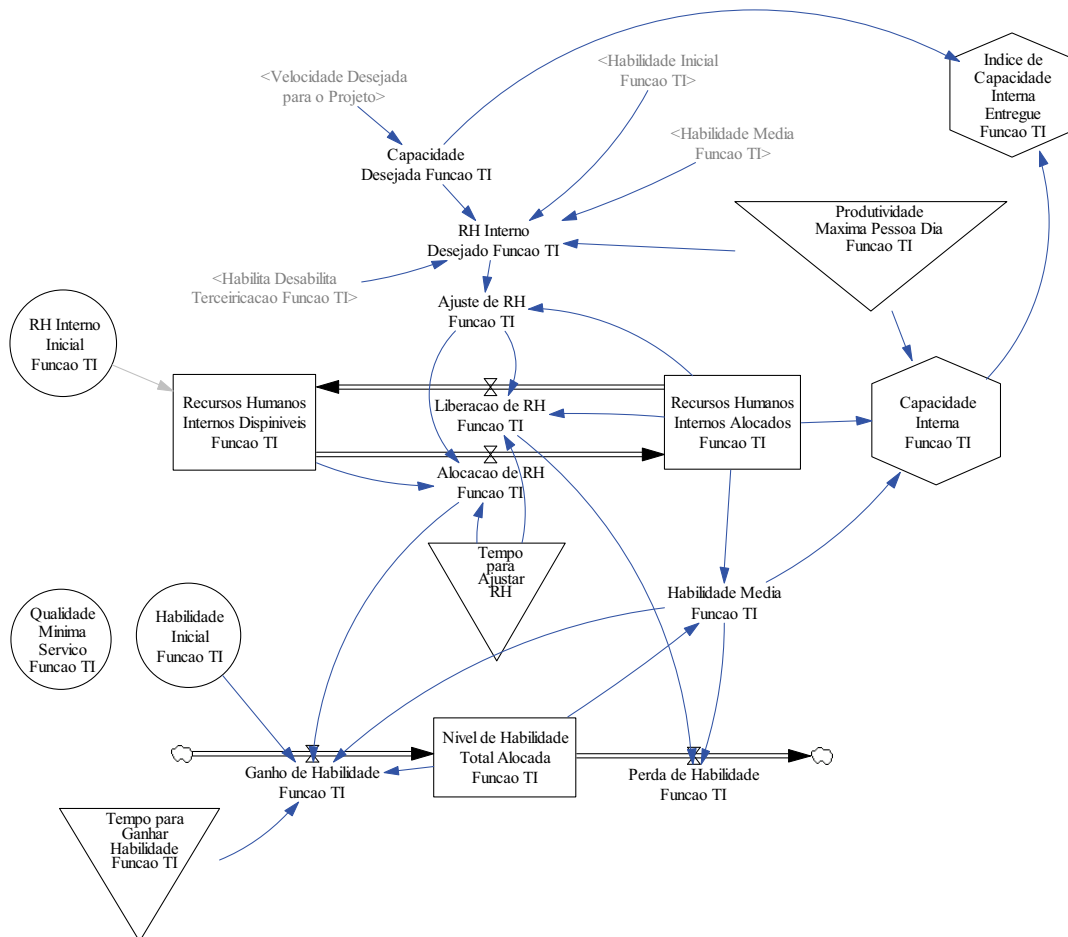 Indice de
Capacidade
Interna
Entregue
Funcao TI
<Velocidade Desejada
para o Projeto>
<Habilidade Inicial
Funcao TI>
<Habilidade Media
Funcao TI>
Capacidade
Desejada Funcao TI
Produtividade
Maxima Pessoa Dia
Funcao TI
RH Interno
Desejado Funcao TI
<Habilita Desabilita
Terceiricacao Funcao TI>
Ajuste de RH
Funcao TI
RH Interno
Inicial
Funcao TI
Recursos Humanos
Internos Dispiniveis
Funcao TI
Liberacao de RH
Funcao TI
Recursos Humanos
Internos Alocados
Funcao TI
Capacidade
Interna
Funcao TI
Alocacao de RH
Funcao TI
Tempo
para
Ajustar
RH
Habilidade Media
Funcao TI
Qualidade
Minima
Servico
Funcao TI
Habilidade
Inicial
Funcao TI
Nivel de Habilidade
Total Alocada
Funcao TI
Ganho de Habilidade
Funcao TI
Perda de Habilidade
Funcao TI
Tempo para
Ganhar
Habilidade
Funcao TI